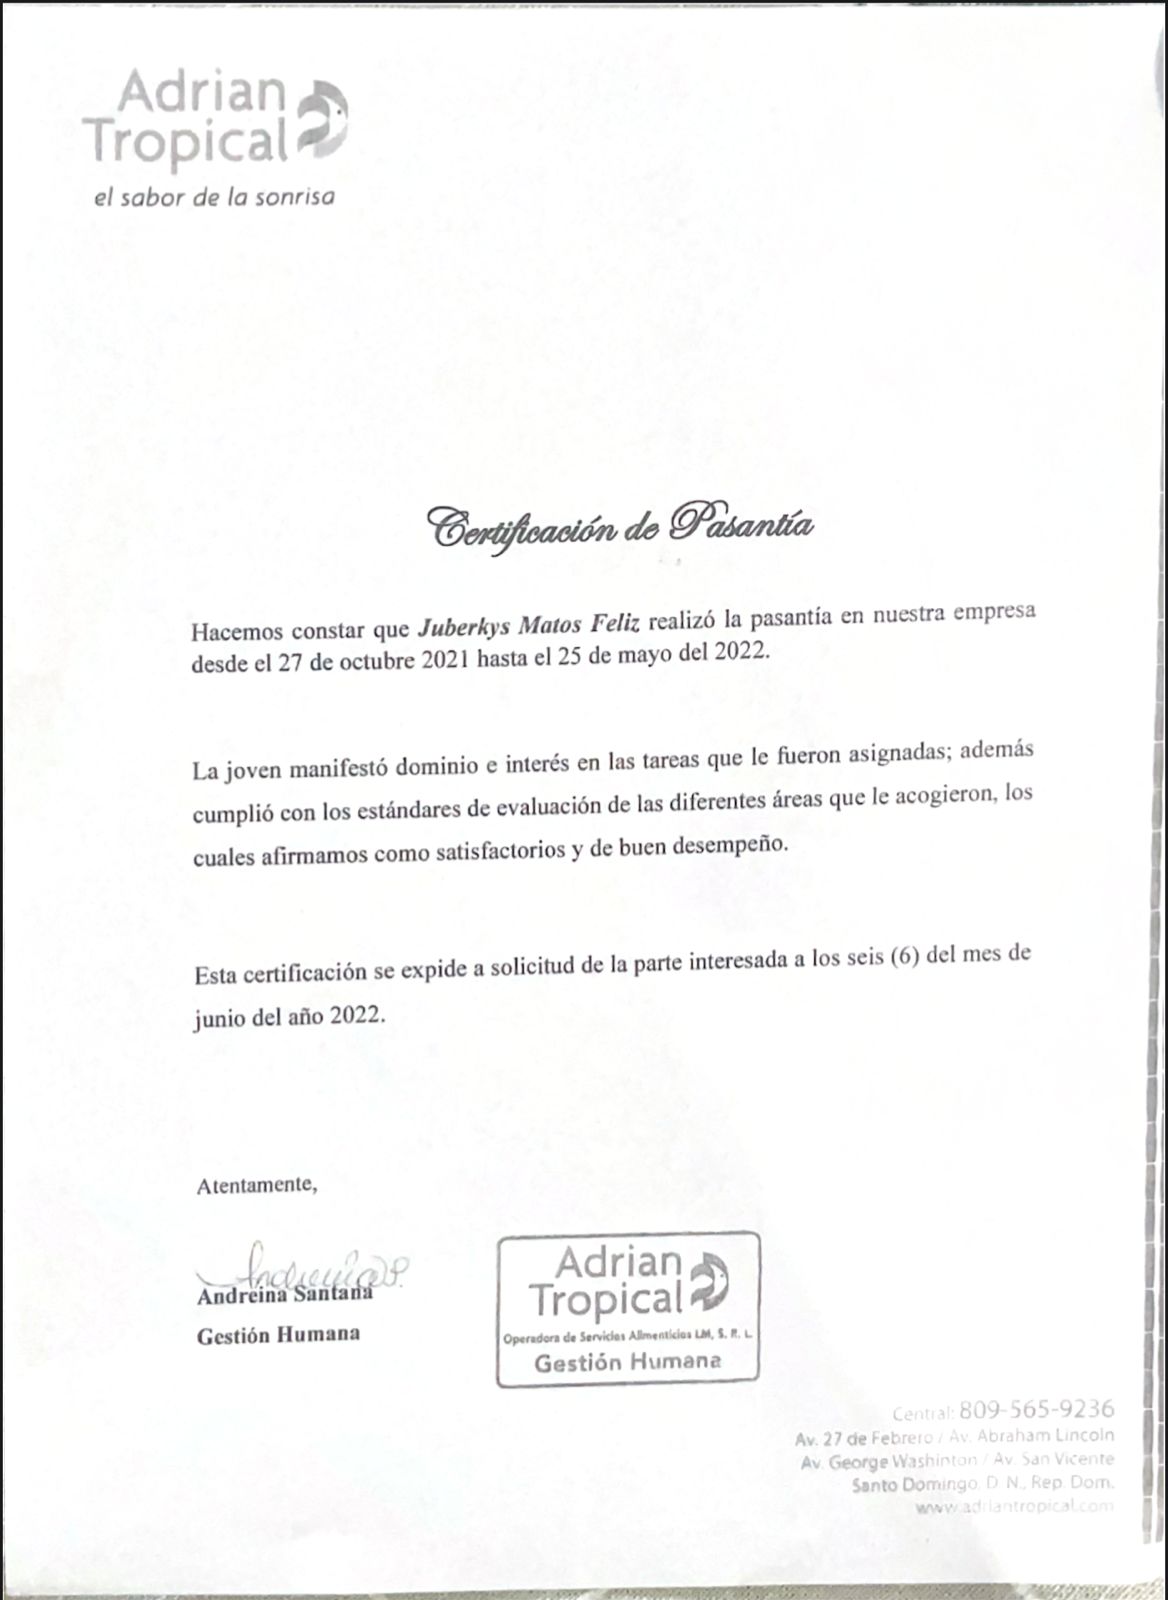 Adrian
Tropical
el sabor de la sonrisa
Certificación de Pasantía
Hacemos constar que Juberkys Matos Feliz realizó la pasantía en nuestra empresa
desde el 27 de octubre 2021 hasta el 25 de mayo del 2022.
La joven manifestó dominio e interés en las tareas que le fueron asignadas; además
cumplió con los estándares de evaluación de las diferentes áreas que le acogieron, los
cuales afirmamos como satisfactorios y de buen desempeño.
Esta certificación se expide a solicitud de la parte interesada a los seis (6) del mes de
junio del año 2022.
Atentamente,
Andreina S.
Andreina Santana
Gestión Humana
Adrian
Tropical
Operadora de Servicios Alimenticios LM, S. R. L.
Gestión Humana
Central: 809-565-9236
Av. 27 de Febrero / Av. Abraham Lincoln
Av. George Washinton / Av. San Vicente
Santo Domingo, D. N., Rep. Dom.
www.adriantropical.com